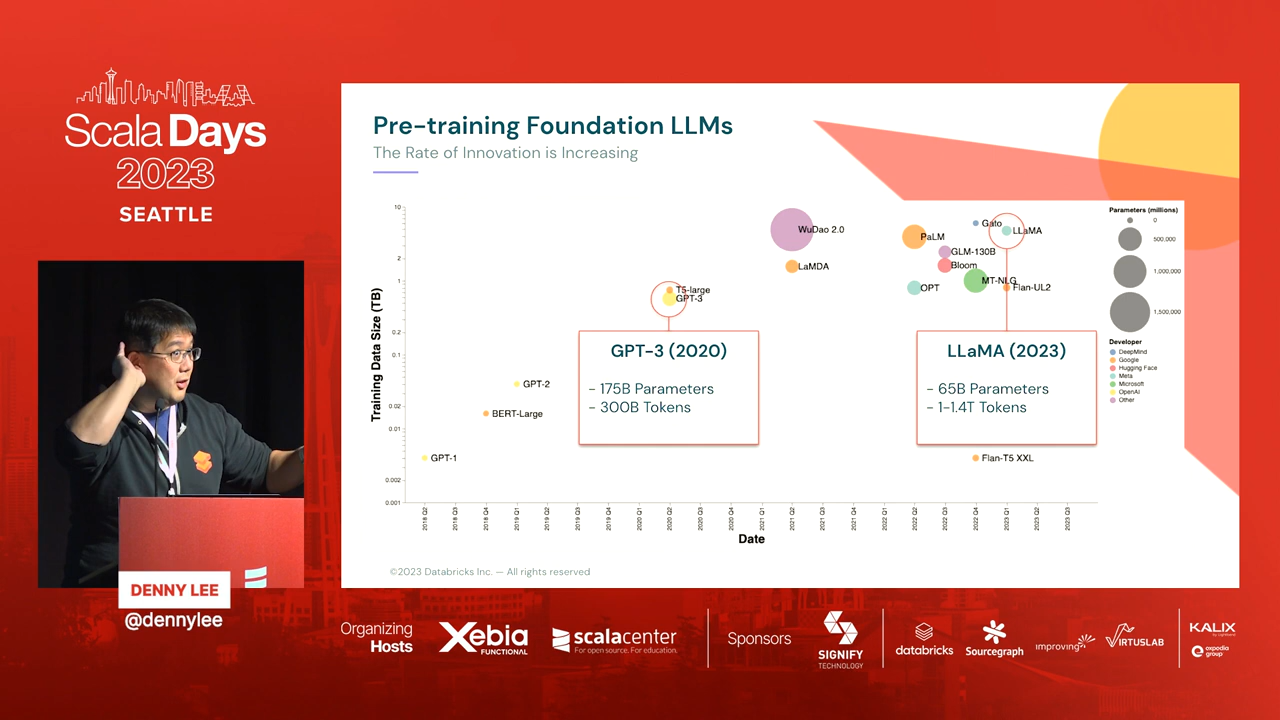 Scala Days
2023
SEATTLE
DENNY LEE
@dennylee
Pre-training Foundation LLMs
The Rate of Innovation is Increasing
Training Data Size (TB)
10
2
1
0.2
0.1
0.02
0.01
0.002
0.001
GPT-1
BERT-Large
GPT-2
T5-large
GPT-3
WuDao 2.0
LaMDA
PaLM
OPT
Gato
GLM-130B
Bloom
MT-NLG
LLaMA
Flan-UL2
Flan-T5 XXL
GPT-3 (2020)
- 175B Parameters
- 300B Tokens
LLaMA (2023)
- 65B Parameters
- 1-1.4T Tokens
Parameters (millions)
0
500,000
1,000,000
1,500,000
Developer
DeepMind
Google
Hugging Face
Meta
Microsoft
OpenAI
Other
2018 Q2
2018 Q3
2018 Q4
2019 Q1
2019 Q2
2019 Q3
2019 Q4
2020 Q1
2020 Q2
2020 Q3
2020 Q4
2021 Q1
2021 Q2
2021 Q3
2021 Q4
2022 Q1
2022 Q2
2022 Q3
2022 Q4
2023 Q1
2023 Q2
2023 Q3
Date
©2023 Databricks Inc. — All rights reserved
Organizing
Hosts
Xebia
FUNCTIONAL
scalacenter
For open source. For education.
Sponsors
SIGNIFY
TECHNOLOGY
databricks
Sourcegraph
improving
VIRTUSLAB
KALIX
by Lightbend
expedia
group